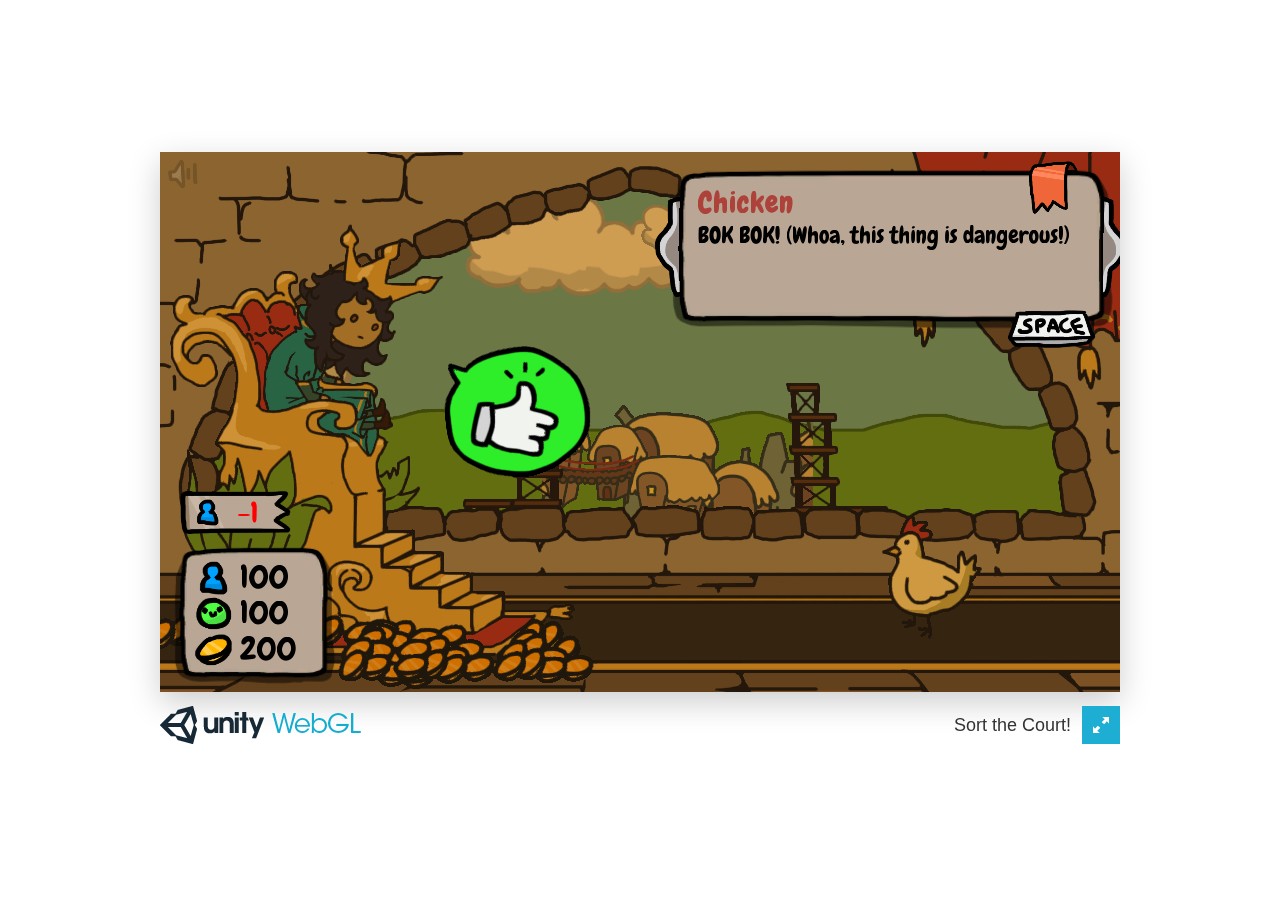 Chicken
BOK BOK! (Whoa, this thing is dangerous!)
SPACE
-1
100
100
200
unity WebGL
Sort the Court!